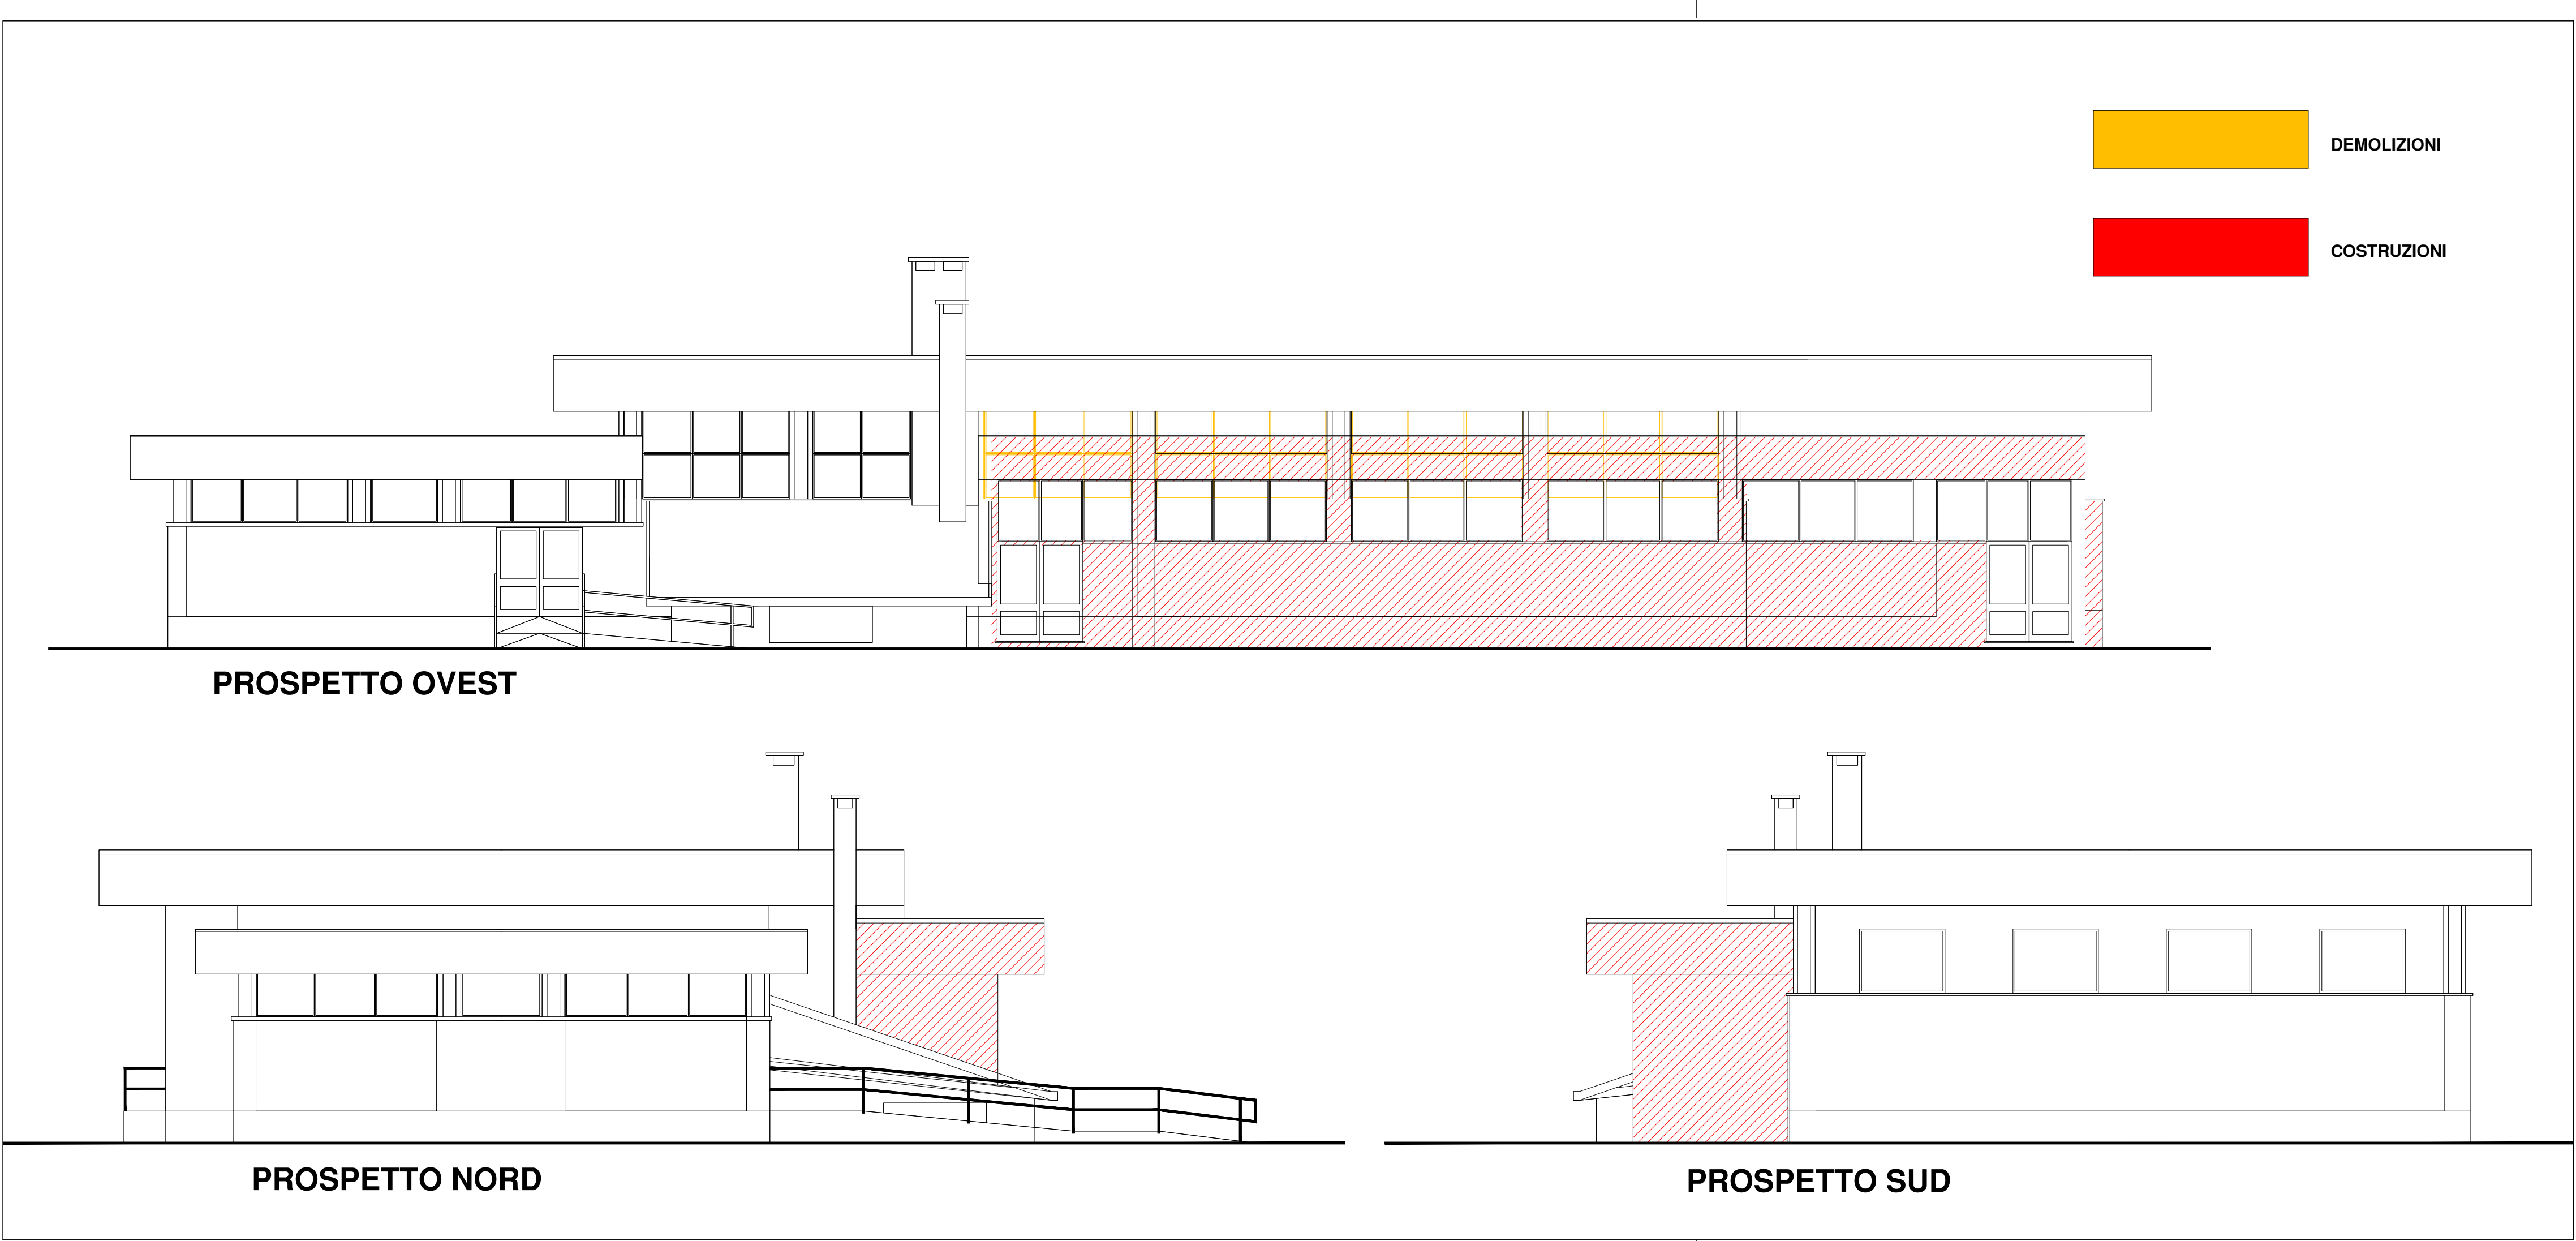 DEMOLIZIONI
COSTRUZIONI
PROSPETTO OVEST
PROSPETTO NORD
PROSPETTO SUD